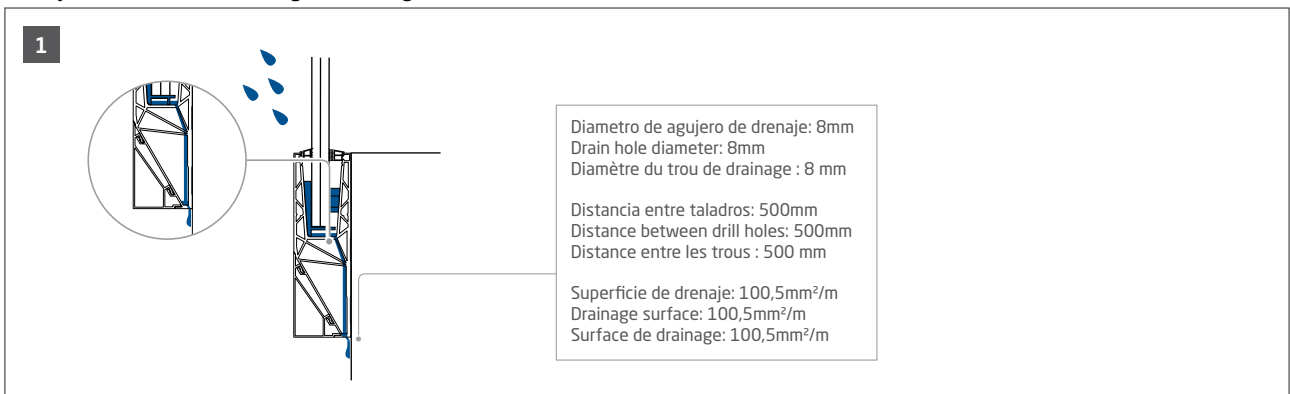 1
Diametro de agujero de drenaje: 8mm
Drain hole diameter: 8mm
Diamètre du trou de drainage : 8 mm
Distancia entre taladros: 500mm
Distance between drill holes: 500mm
Distance entre les trous : 500 mm
Superficie de drenaje: 100,5mm²/m
Drainage surface: 100,5mm²/m
Surface de drainage: 100,5mm²/m